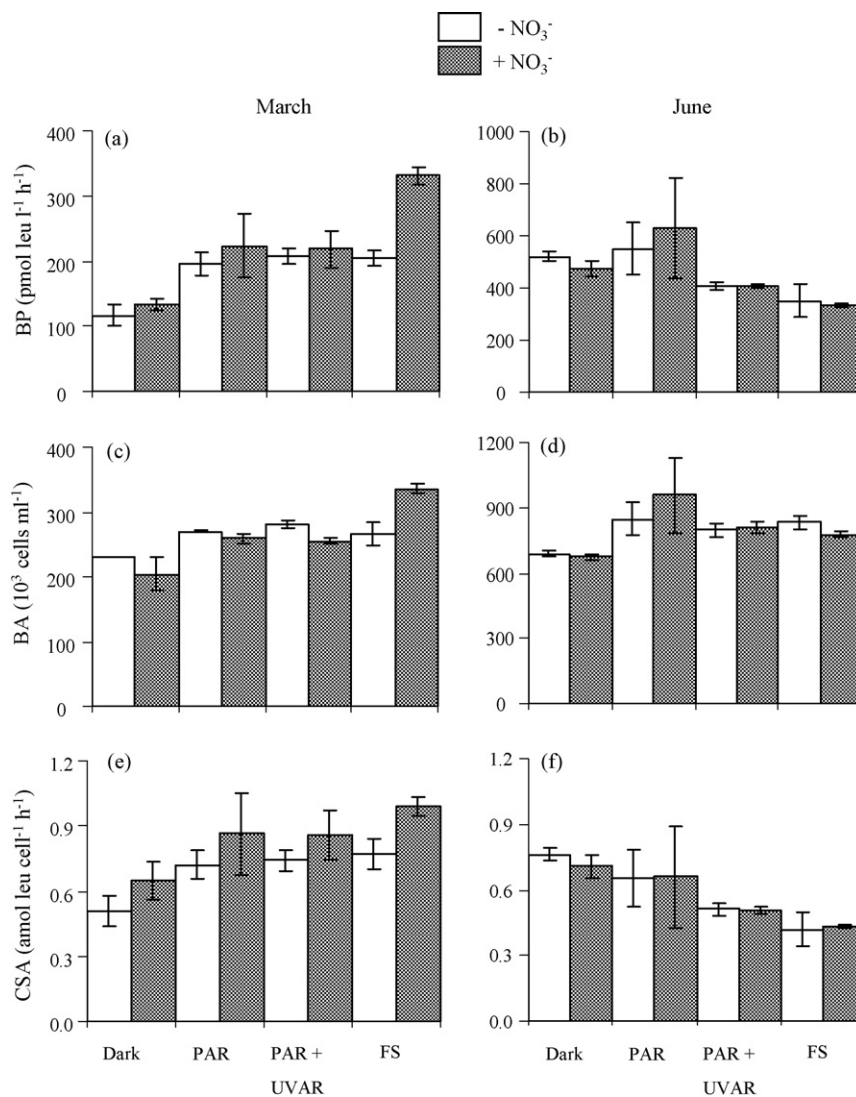 - NO₃⁻
+ NO₃⁻
March
June
(a)
BP (pmol leu l⁻¹ h⁻¹)
400
300
200
100
0
(b)
1000
800
600
400
200
0
(c)
BA (10³ cells ml⁻¹)
400
300
200
100
0
(d)
1200
900
600
300
0
(e)
CSA (amol leu cell⁻¹ h⁻¹)
1.2
0.9
0.6
0.3
0.0
(f)
1.2
0.9
0.6
0.3
0.0
Dark PAR PAR + FS
UVAR
Dark PAR PAR + FS
UVAR